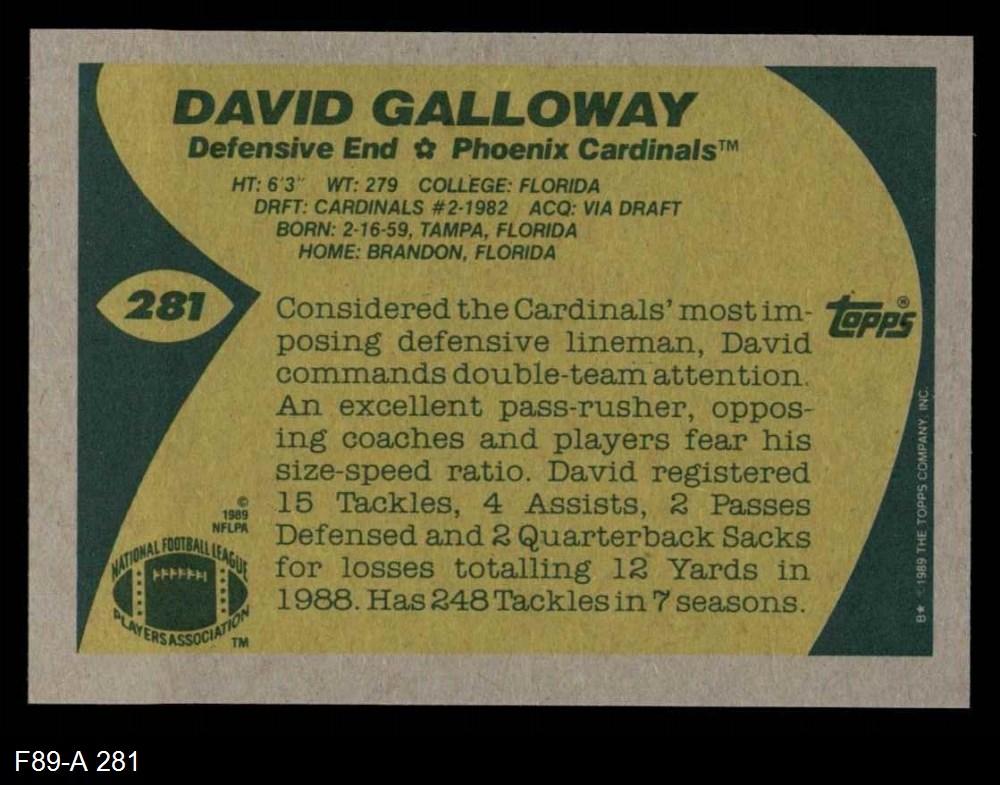 DAVID GALLOWAY
Defensive End ✿ Phoenix Cardinals™
HT: 6'3" WT: 279 COLLEGE: FLORIDA
DRFT: CARDINALS #2-1982 ACQ: VIA DRAFT
BORN: 2-16-59, TAMPA, FLORIDA
HOME: BRANDON, FLORIDA
281
Considered the Cardinals' most im-
posing defensive lineman, David
commands double-team attention.
An excellent pass-rusher, oppos-
ing coaches and players fear his
size-speed ratio. David registered
15 Tackles, 4 Assists, 2 Passes
Defensed and 2 Quarterback Sacks
for losses totalling 12 Yards in
1988. Has 248 Tackles in 7 seasons.
topps®
©
1989
NFLPA
NATIONAL FOOTBALL LEAGUE
PLAYERS ASSOCIATION
TM
B* © 1989 THE TOPPS COMPANY, INC.
F89-A 281